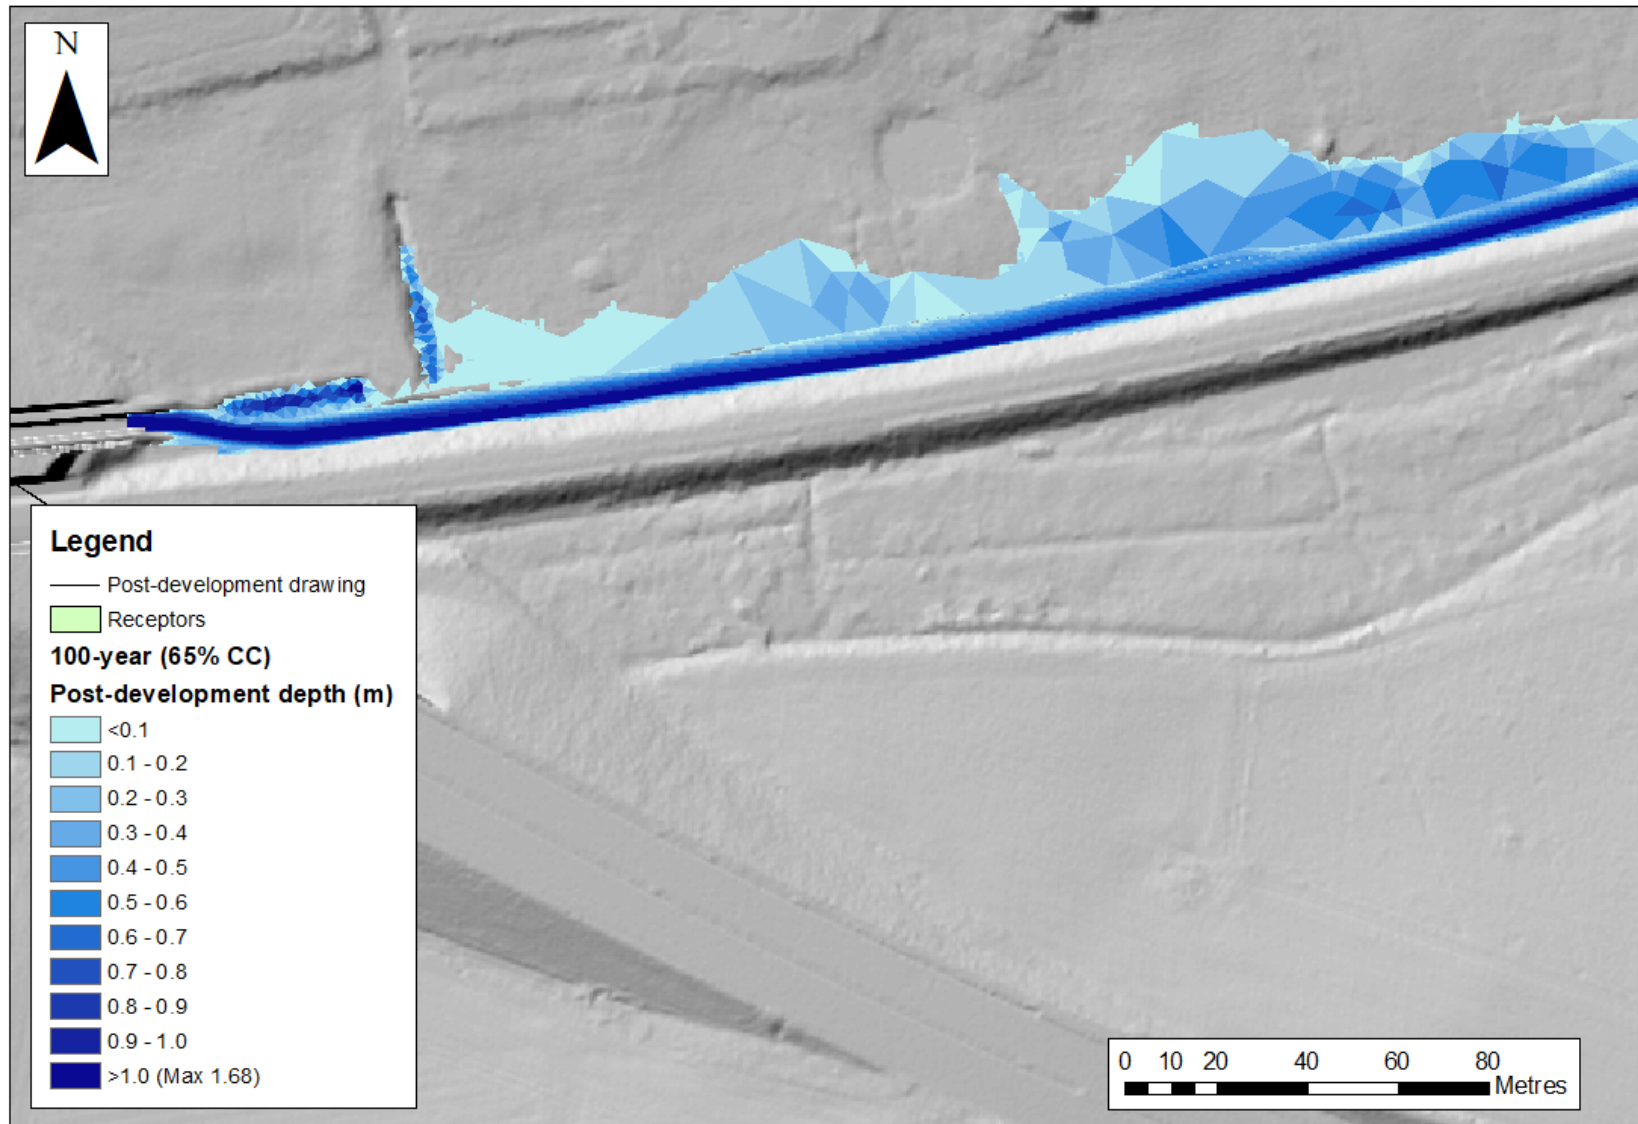 N
Legend
Post-development drawing
Receptors
100-year (65% CC)
Post-development depth (m)
<0.1
0.1 - 0.2
0.2 - 0.3
0.3 - 0.4
0.4 - 0.5
0.5 - 0.6
0.6 - 0.7
0.7 - 0.8
0.8 - 0.9
0.9 - 1.0
>1.0 (Max 1.68)
0 10 20 40 60 80
Metres